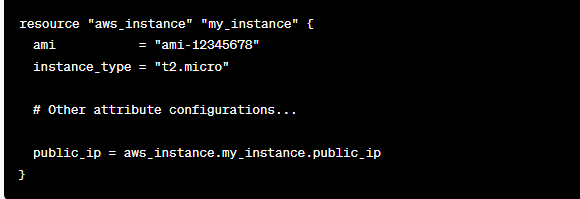 resource "aws_instance" "my_instance" {
  ami           = "ami-12345678"
  instance_type = "t2.micro"
  # Other attribute configurations...
  public_ip = aws_instance.my_instance.public_ip
}